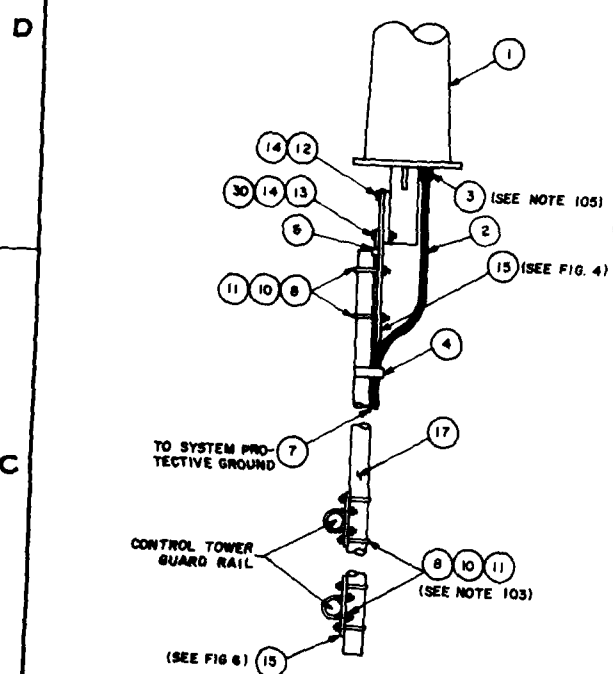 D
1
14 12
3 (SEE NOTE 105)
30 14 13
5
2
15 (SEE FIG. 4)
11 10 8
4
TO SYSTEM PRO-
TECTIVE GROUND
7
17
C
CONTROL TOWER
GUARD RAIL
8 10 11
(SEE NOTE 103)
(SEE FIG 6) 15